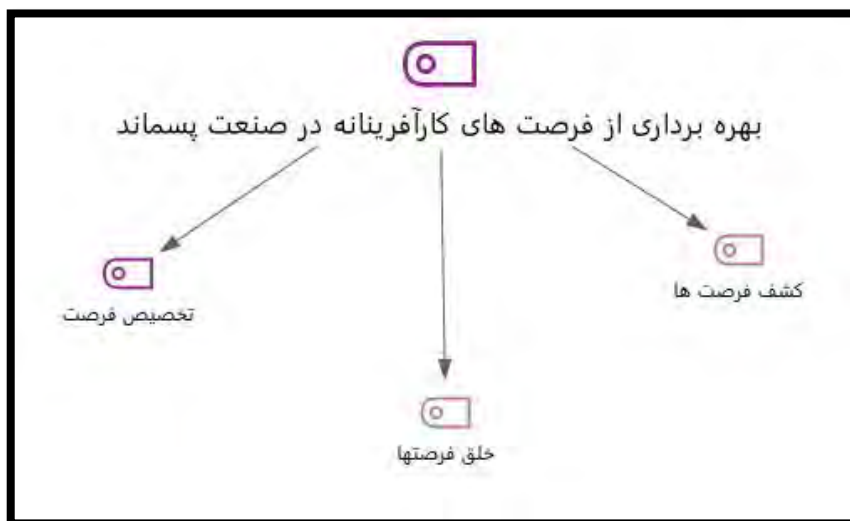 بهره برداری از فرصت های کارآفرینانه در صنعت پسماند
کشف فرصت ها
تخصیص فرصت
خلق فرصتها